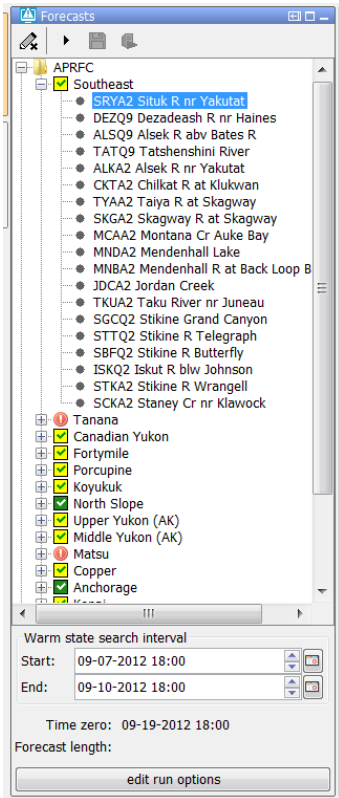 Forecasts
APRFC
Southeast
SRYA2 Situk R nr Yakutat
DEZQ9 Dezadeash R nr Haines
ALSQ9 Alsek R abv Bates R
TATQ9 Tatshenshini River
ALKA2 Alsek R nr Yakutat
CKTA2 Chilkat R at Klukwan
TYAA2 Taiya R at Skagway
SKGA2 Skagway R at Skagway
MCAA2 Montana Cr Auke Bay
MNDA2 Mendenhall Lake
MNBA2 Mendenhall R at Back Loop B
JDCA2 Jordan Creek
TKUA2 Taku River nr Juneau
SGCQ2 Stikine Grand Canyon
STTQ2 Stikine R Telegraph
SBFQ2 Stikine R Butterfly
ISKQ2 Iskut R blw Johnson
STKA2 Stikine R Wrangell
SCKA2 Staney Cr nr Klawock
Tanana
Canadian Yukon
Fortymile
Porcupine
Koyukuk
North Slope
Upper Yukon (AK)
Middle Yukon (AK)
Matsu
Copper
Anchorage
Warm state search interval
Start: 09-07-2012 18:00
End: 09-10-2012 18:00
Time zero: 09-19-2012 18:00
Forecast length:
edit run options